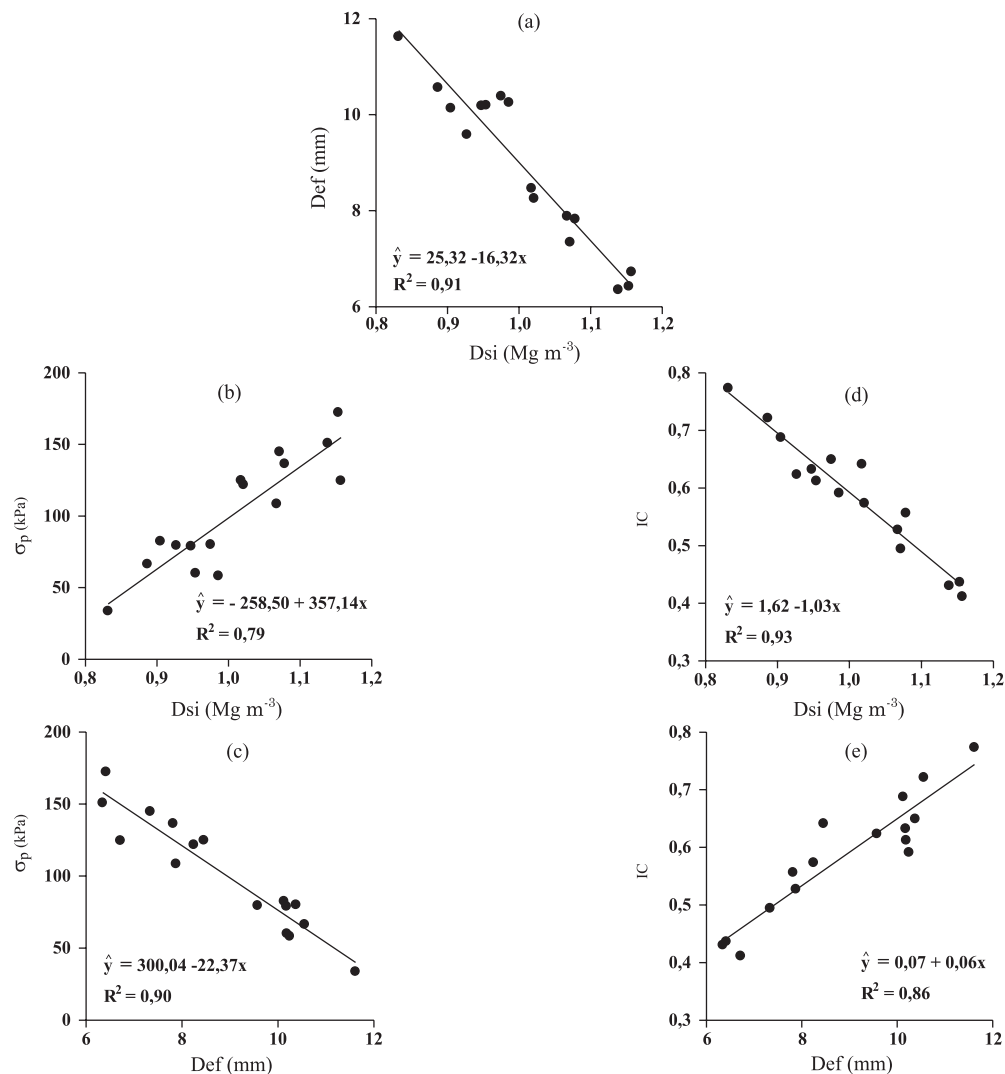 (a)
12
10
8
6
Def (mm)
ŷ = 25,32 -16,32x
R² = 0,91
0,8 0,9 1,0 1,1 1,2
Dsi (Mg m⁻³)
(b)
200
150
100
50
0
σp (kPa)
ŷ = - 258,50 + 357,14x
R² = 0,79
0,8 0,9 1,0 1,1 1,2
Dsi (Mg m⁻³)
(d)
0,8
0,7
0,6
0,5
0,4
0,3
IC
ŷ = 1,62 -1,03x
R² = 0,93
0,8 0,9 1,0 1,1 1,2
Dsi (Mg m⁻³)
(c)
200
150
100
50
0
σp (kPa)
ŷ = 300,04 -22,37x
R² = 0,90
6 8 10 12
Def (mm)
(e)
0,8
0,7
0,6
0,5
0,4
0,3
IC
ŷ = 0,07 + 0,06x
R² = 0,86
6 8 10 12
Def (mm)